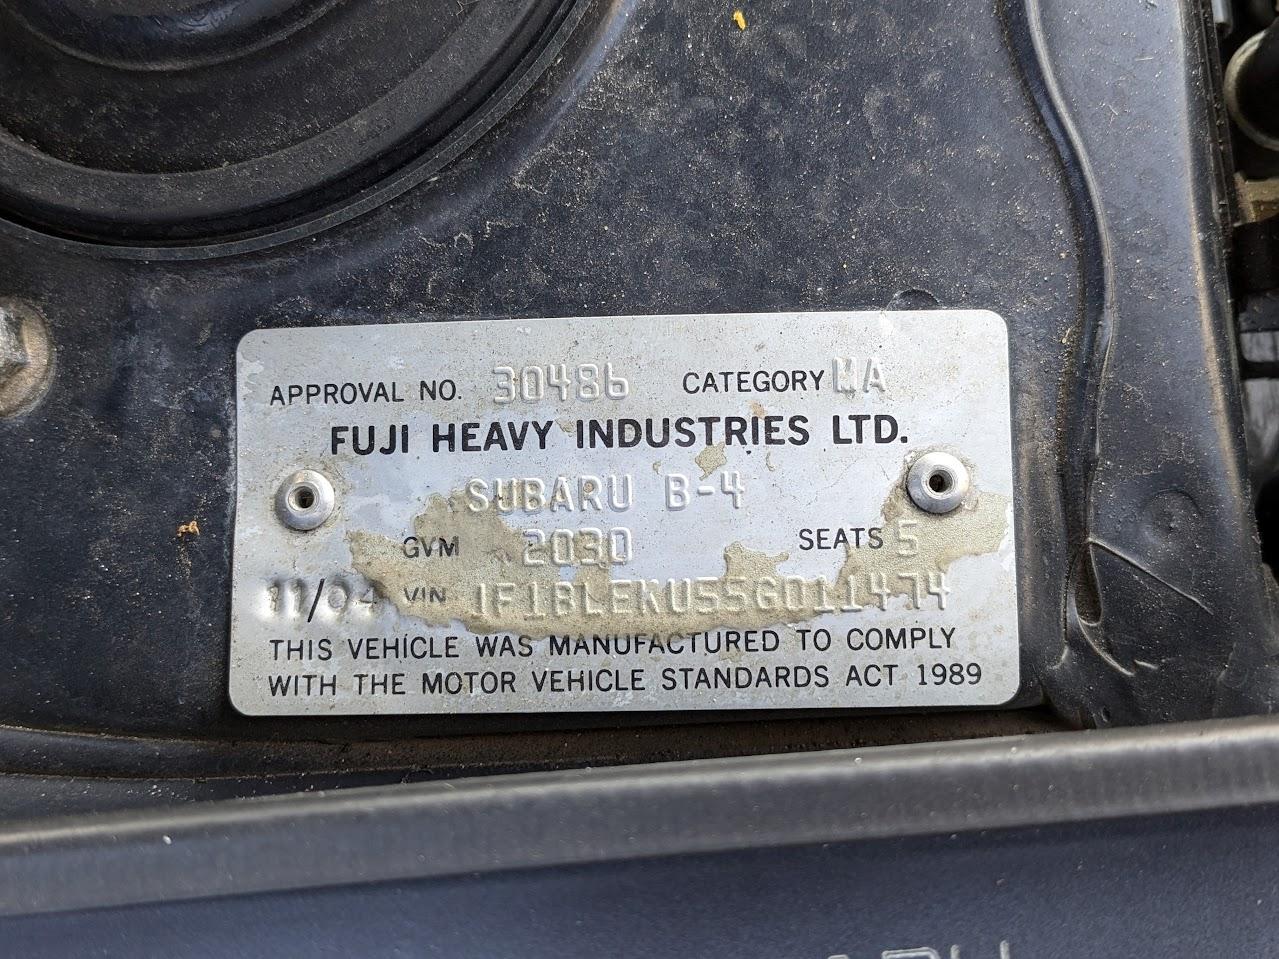 APPROVAL NO. 30486 CATEGORY MA
FUJI HEAVY INDUSTRIES LTD.
SUBARU B-4
GVM 2030 SEATS 5
11/04 VIN JF1BLEKU55G011474
THIS VEHICLE WAS MANUFACTURED TO COMPLY
WITH THE MOTOR VEHICLE STANDARDS ACT 1989